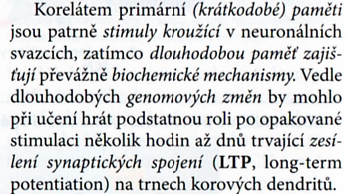 Korelátem primární (krátkodobé) paměti
jsou patrně stimuly kroužící v neuronálních
svazcích, zatímco dlouhodobou paměť zajiš-
ťují převážně biochemické mechanismy. Vedle
dlouhodobých genomových změn by mohlo
při učení hrát podstatnou roli po opakované
stimulaci několik hodin až dnů trvající zesí-
lení synaptických spojení (LTP, long-term
potentiation) na trnech korových dendritů.